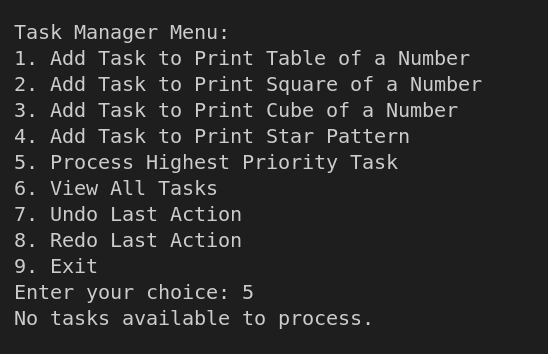 Task Manager Menu:
1. Add Task to Print Table of a Number
2. Add Task to Print Square of a Number
3. Add Task to Print Cube of a Number
4. Add Task to Print Star Pattern
5. Process Highest Priority Task
6. View All Tasks
7. Undo Last Action
8. Redo Last Action
9. Exit
Enter your choice: 5
No tasks available to process.